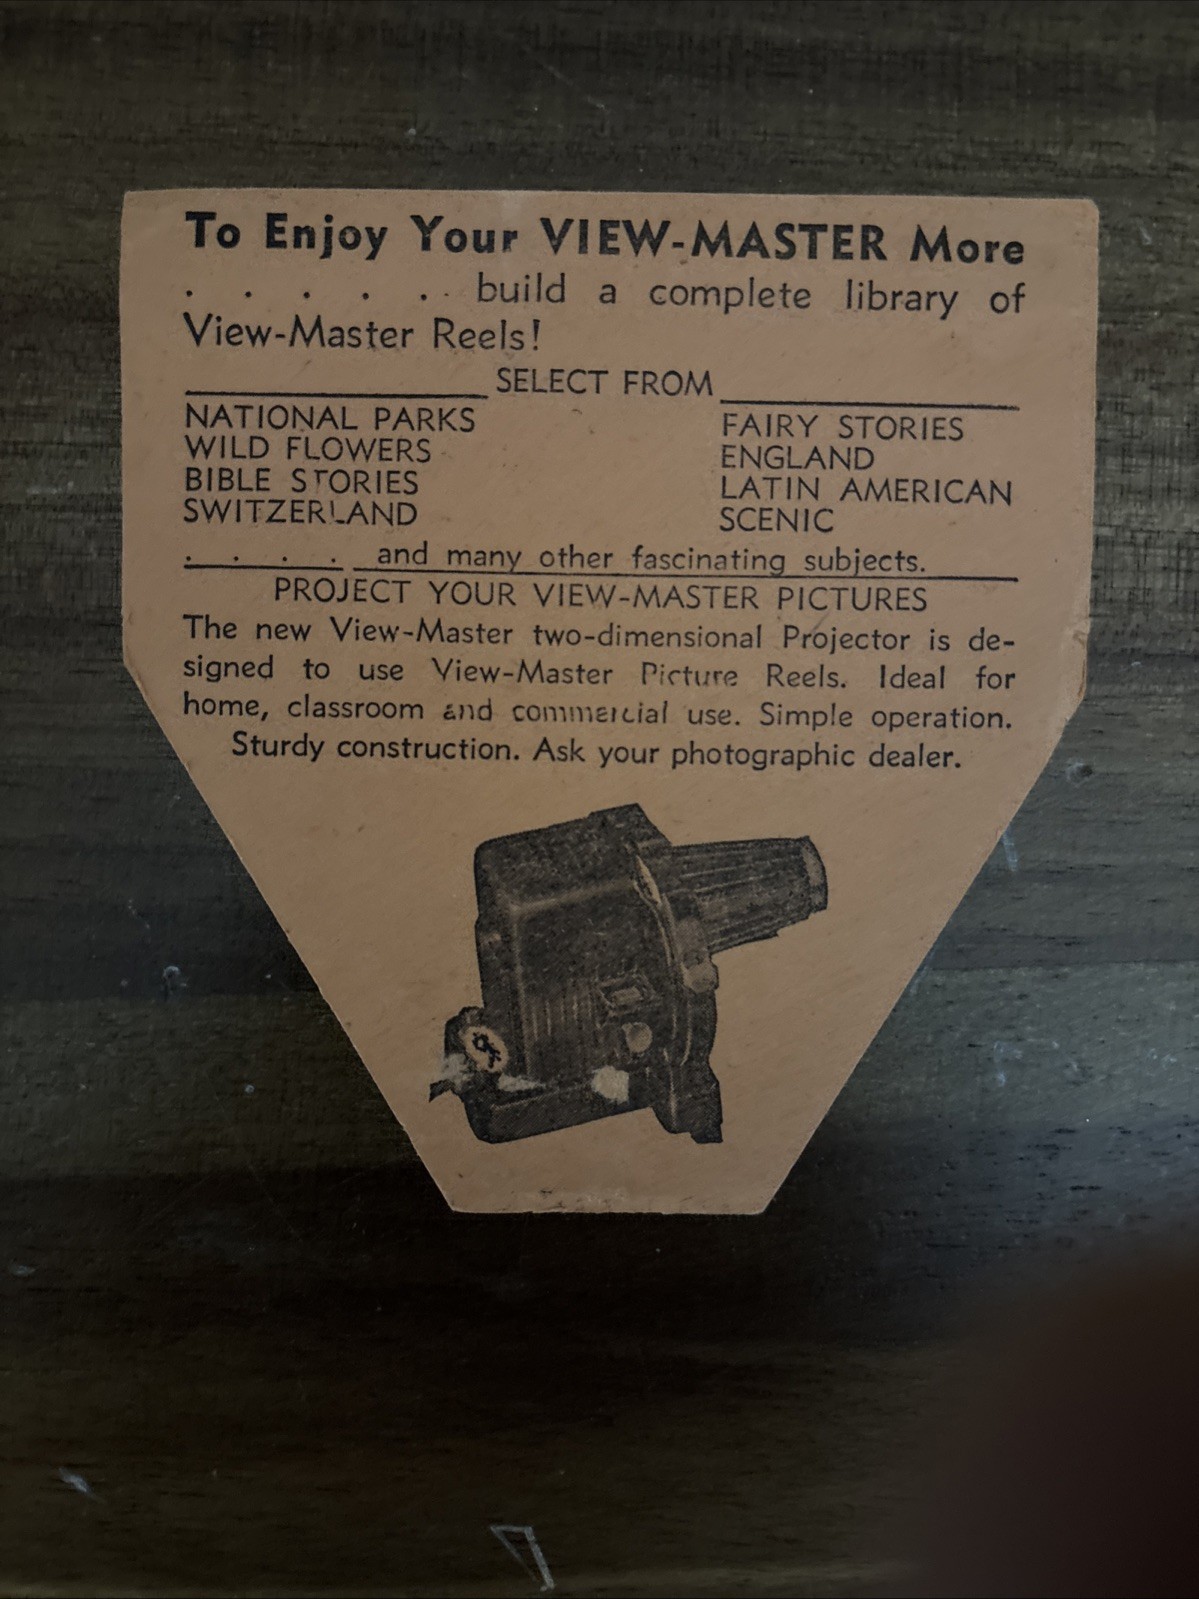 To Enjoy Your VIEW-MASTER More
. . . . . . build a complete library of
View-Master Reels!
SELECT FROM
NATIONAL PARKS
WILD FLOWERS
BIBLE STORIES
SWITZERLAND
FAIRY STORIES
ENGLAND
LATIN AMERICAN
SCENIC
. . . . and many other fascinating subjects.
PROJECT YOUR VIEW-MASTER PICTURES
The new View-Master two-dimensional Projector is de-
signed to use View-Master Picture Reels. Ideal for
home, classroom and commercial use. Simple operation.
Sturdy construction. Ask your photographic dealer.